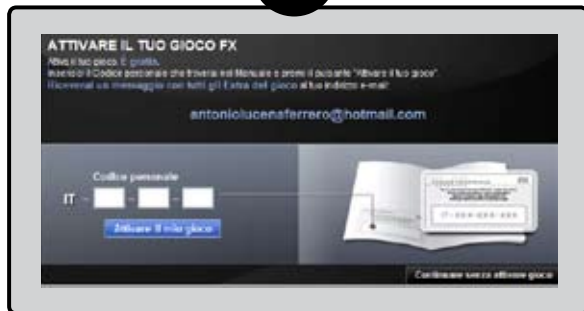 ATTIVARE IL TUO GIOCO FX
Attiva il tuo gioco. È gratis.
Inserisci il Codice personale che troverai nel Manuale e premi il pulsante "Attivare il tuo gioco".
Riceverai un messaggio con tutti gli Extra del gioco al tuo indirizzo e-mail:
antoniolucenaferrero@hotmail.com
Codice personale
IT - - -
Attivare il mio gioco
Continuare senza attivare gioco